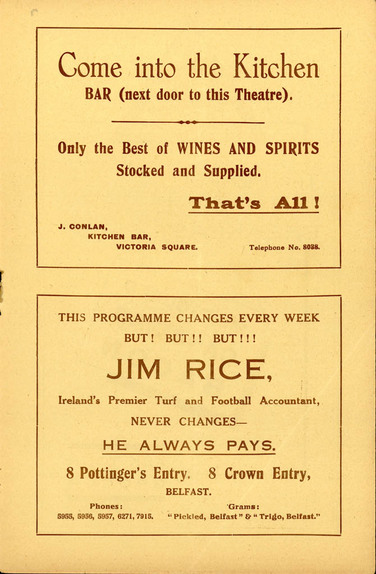 Come into the Kitchen
BAR (next door to this Theatre).
Only the Best of WINES AND SPIRITS
Stocked and Supplied.
That's All!
J. CONLAN,
KITCHEN BAR,
VICTORIA SQUARE.
Telephone No. 8038.
THIS PROGRAMME CHANGES EVERY WEEK
BUT! BUT!! BUT!!!
JIM RICE,
Ireland's Premier Turf and Football Accountant,
NEVER CHANGES—
HE ALWAYS PAYS.
8 Pottinger's Entry. 8 Crown Entry,
BELFAST.
Phones: 'Grams:
5955, 5956, 5957, 6271, 7915. "Pickled, Belfast" & "Trigo, Belfast."